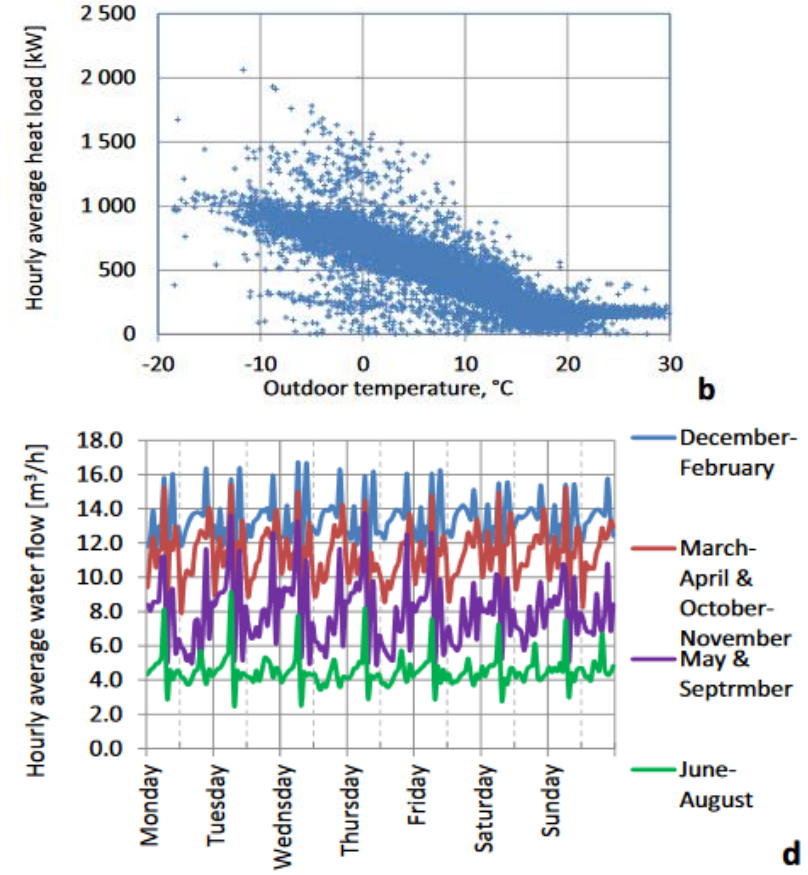 Hourly average heat load [kW]
2 500
2 000
1 500
1 000
500
0
-20 -10 0 10 20 30
Outdoor temperature, °C
b
Hourly average water flow [m³/h]
18.0
16.0
14.0
12.0
10.0
8.0
6.0
4.0
2.0
0.0
Monday
Tuesday
Wednsday
Thursday
Friday
Saturday
Sunday
December-
February
March-
April &
October-
November
May &
Septrmber
June-
August
d